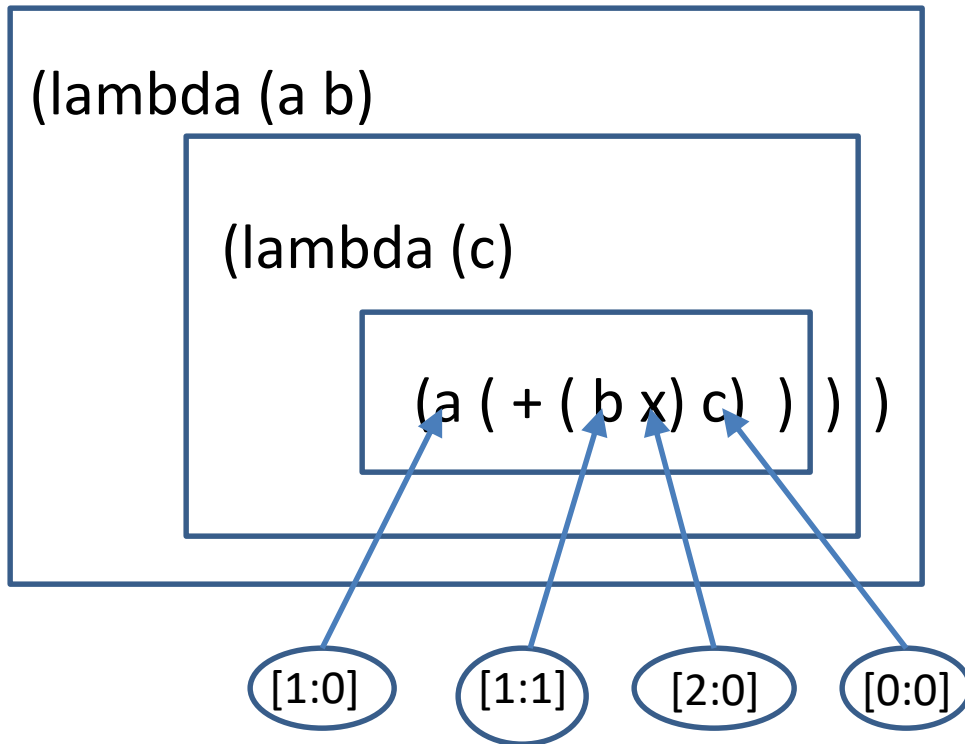 (lambda (a b)
(lambda (c)
(a ( + ( b x) c) ) ) )
[1:0] [1:1] [2:0] [0:0]